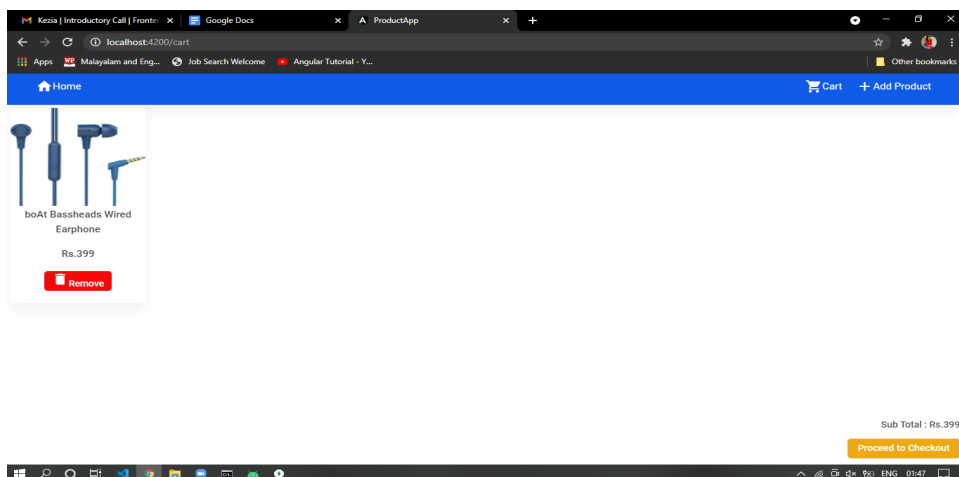 Kezia | Introductory Call | Fronter
Google Docs
ProductApp
localhost:4200/cart
Apps
Malayalam and Eng...
Job Search Welcome
Angular Tutorial - Y...
Other bookmarks
Home
Cart
Add Product
boAt Bassheads Wired
Earphone
Rs.399
Remove
Sub Total : Rs.399
Proceed to Checkout
ENG 01:47